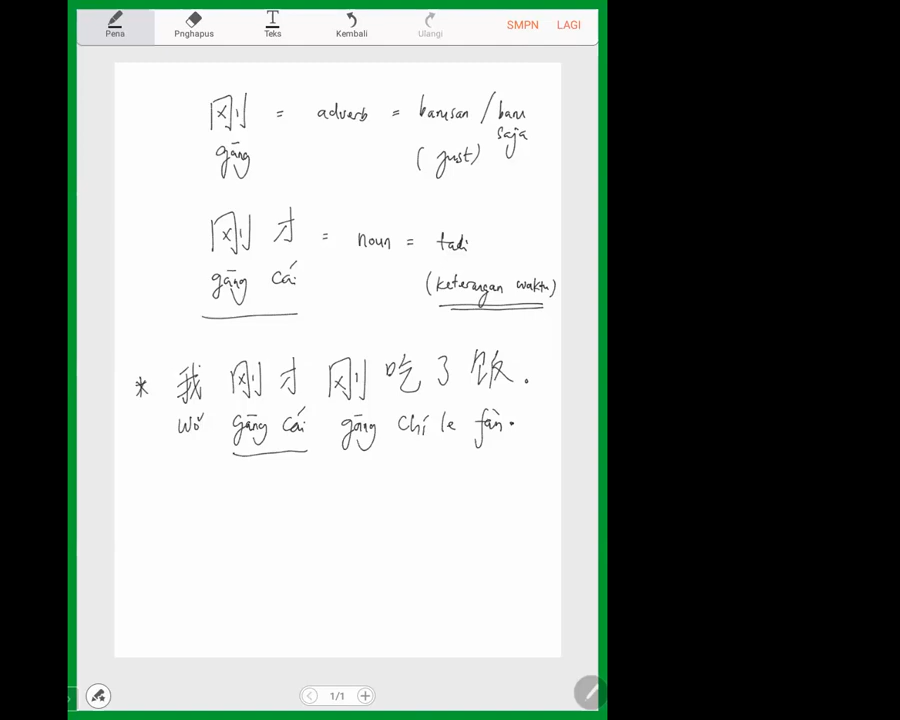 Pena Pnghapus Teks Kembali Ulangi SMPN LAGI
刚 = adverb = barusan / baru saja
gāng (just)
刚才 = noun = tadi
gāng cái (keterangan waktu)
* 我刚才刚吃了饭.
wǒ gāng cái gāng chí le fàn.
1/1